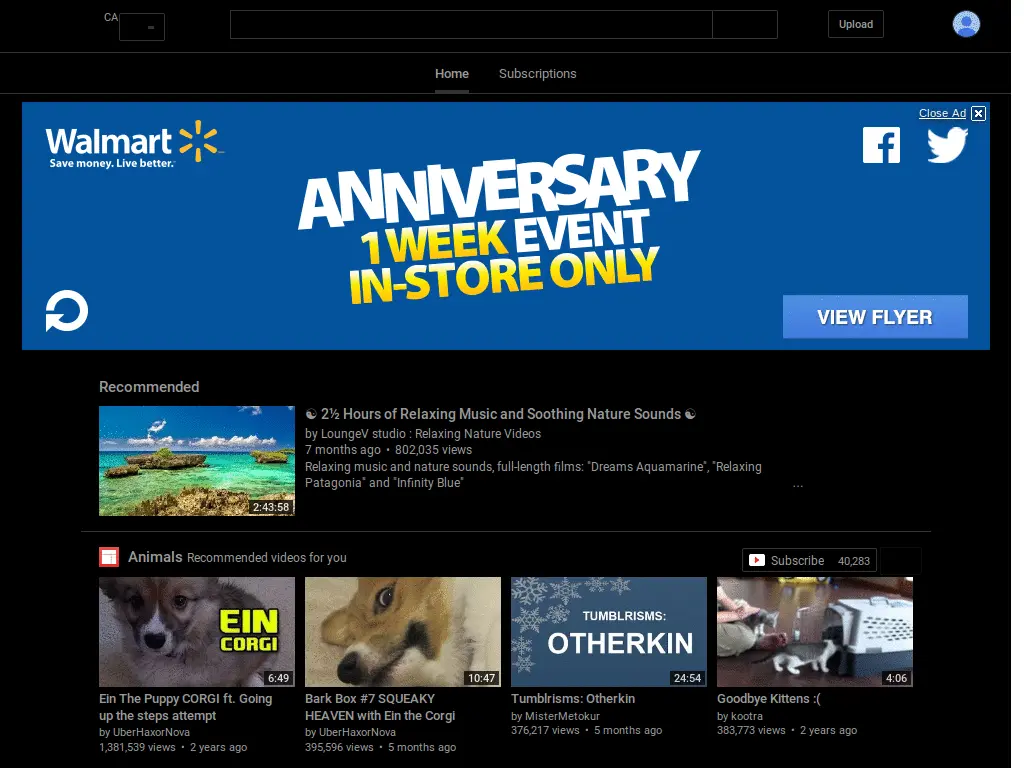 CA
Upload
Home
Subscriptions
Close Ad
Walmart
Save money. Live better.
ANNIVERSARY
1 WEEK EVENT
IN-STORE ONLY
VIEW FLYER
Recommended
☯ 2½ Hours of Relaxing Music and Soothing Nature Sounds ☯
by LoungeV studio : Relaxing Nature Videos
7 months ago • 802,035 views
Relaxing music and nature sounds, full-length films: "Dreams Aquamarine", "Relaxing
Patagonia" and "Infinity Blue" ...
2:43:58
Animals Recommended videos for you
Subscribe 40,283
EIN
CORGI
6:49
10:47
TUMBLRISMS:
OTHERKIN
24:54
4:06
Ein The Puppy CORGI ft. Going
up the steps attempt
by UberHaxorNova
1,381,539 views • 2 years ago
Bark Box #7 SQUEAKY
HEAVEN with Ein the Corgi
by UberHaxorNova
395,596 views • 5 months ago
Tumblrisms: Otherkin
by MisterMetokur
376,217 views • 5 months ago
Goodbye Kittens :(
by kootra
383,773 views • 2 years ago